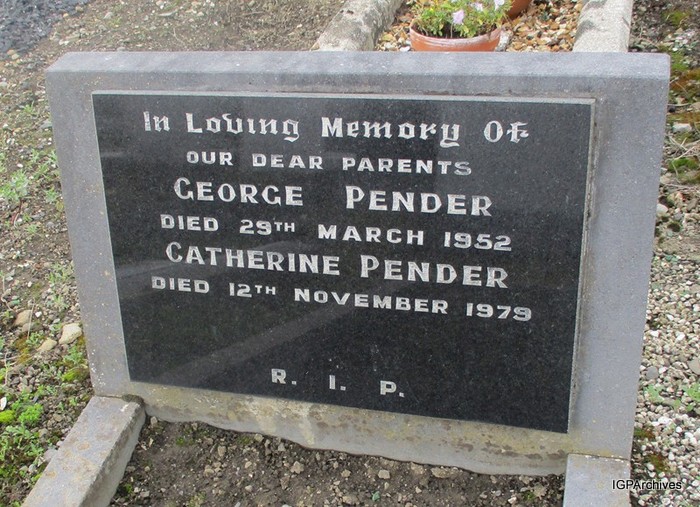 In Loving Memory Of
OUR DEAR PARENTS
GEORGE PENDER
DIED 29TH MARCH 1952
CATHERINE PENDER
DIED 12TH NOVEMBER 1979
R. I. P.
IGPArchives